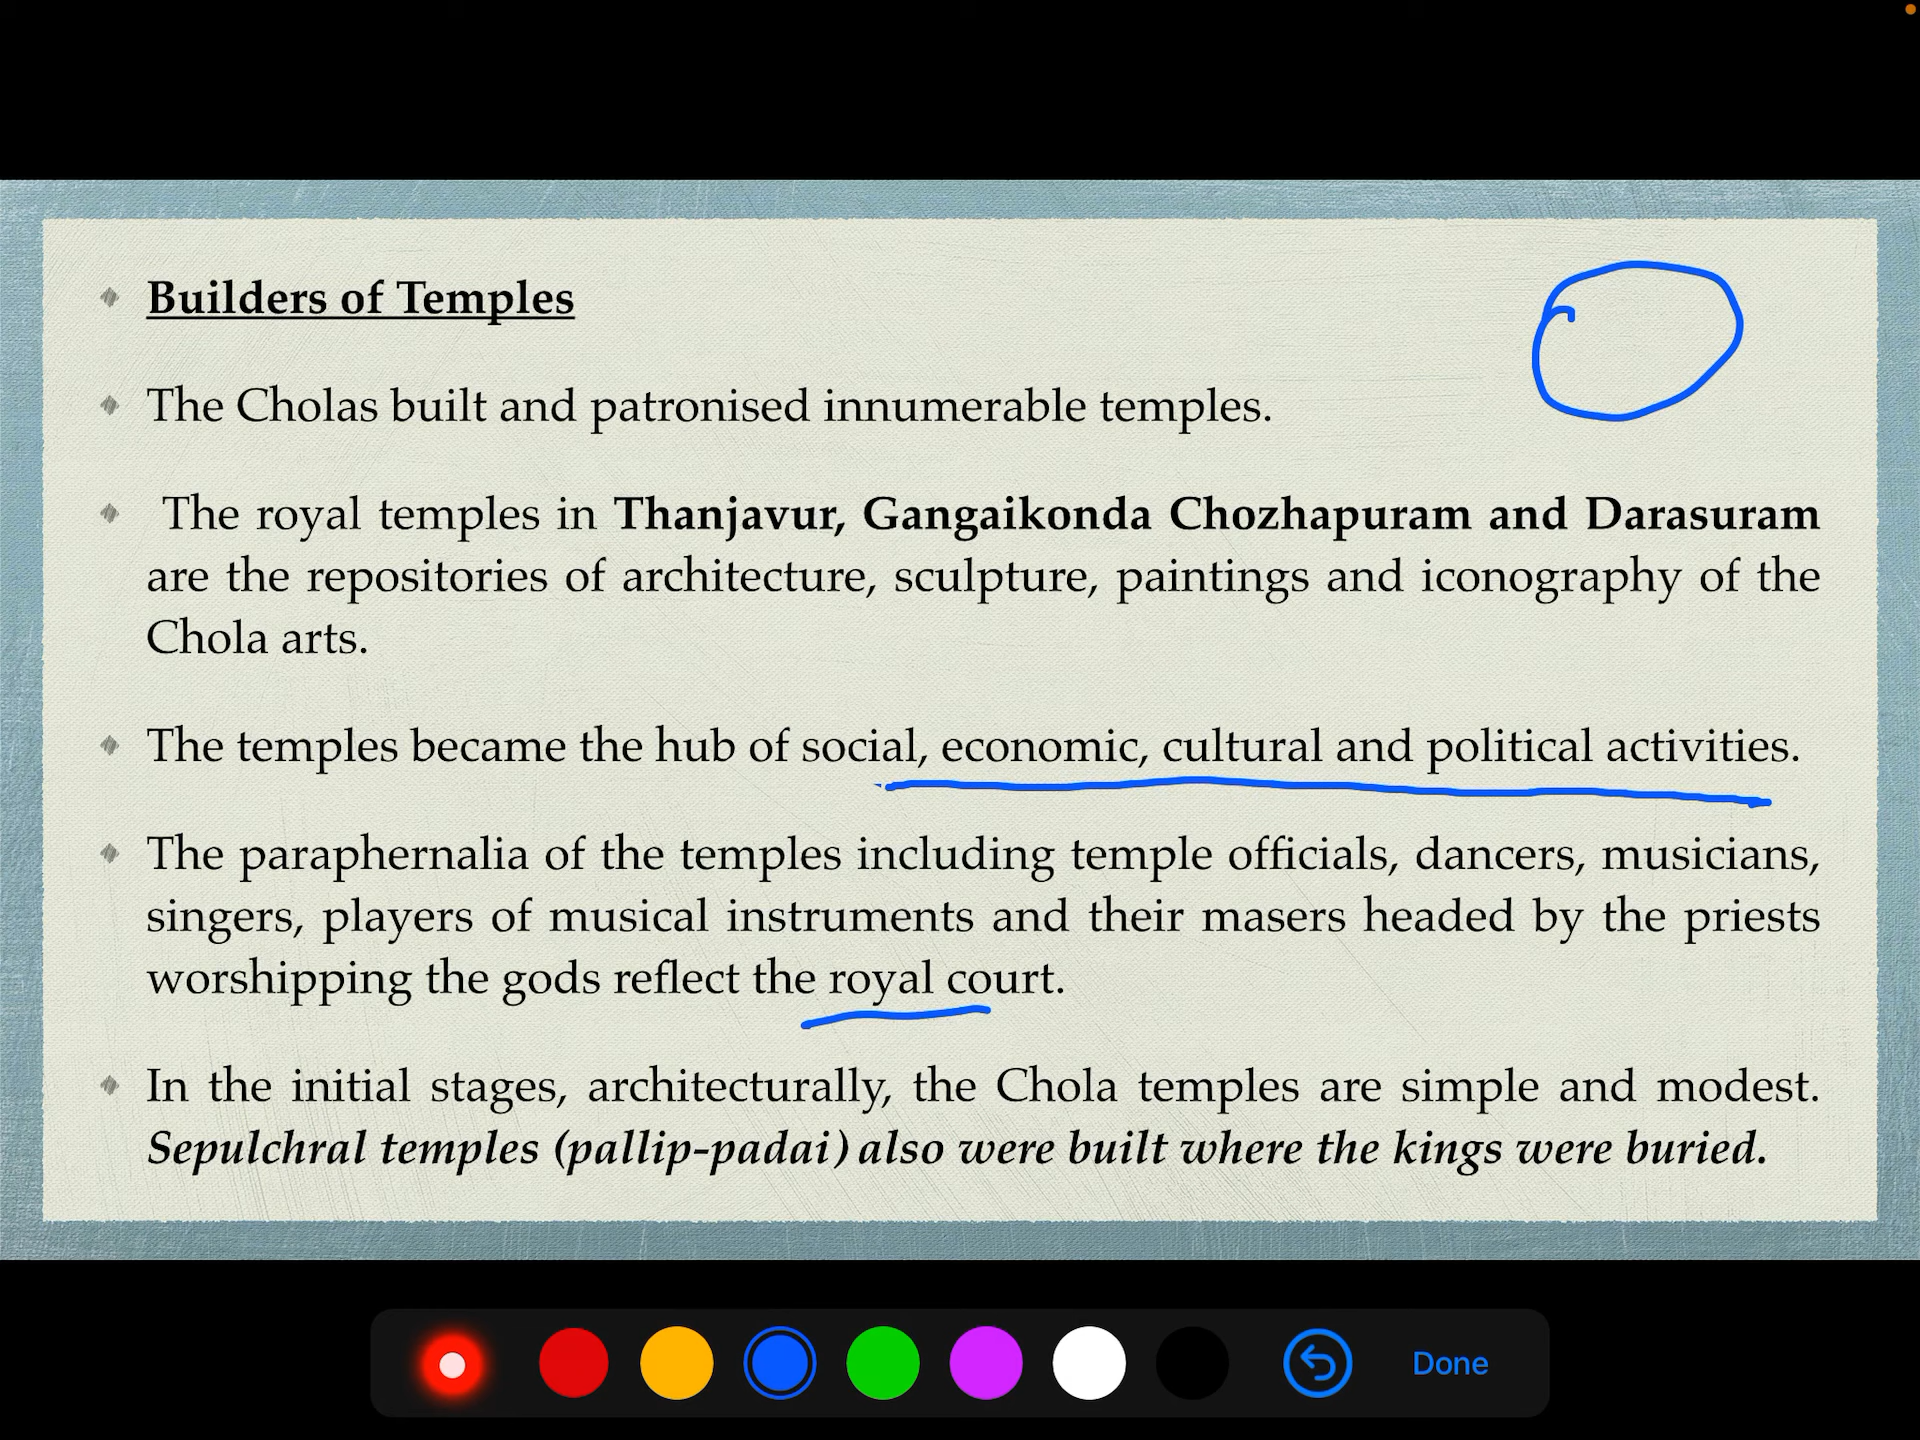 Builders of Temples
The Cholas built and patronised innumerable temples.
The royal temples in Thanjavur, Gangaikonda Chozhapuram and Darasuram
are the repositories of architecture, sculpture, paintings and iconography of the
Chola arts.
The temples became the hub of social, economic, cultural and political activities.
The paraphernalia of the temples including temple officials, dancers, musicians,
singers, players of musical instruments and their masers headed by the priests
worshipping the gods reflect the royal court.
In the initial stages, architecturally, the Chola temples are simple and modest.
Sepulchral temples (pallip-padai) also were built where the kings were buried.
Done